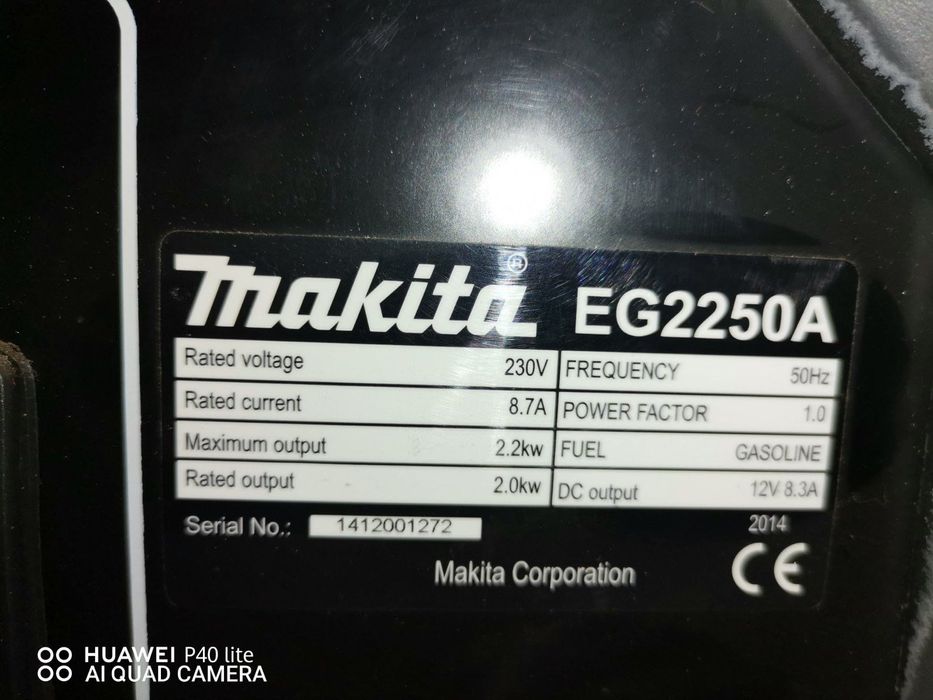 makita® EG2250A
Rated voltage 230V FREQUENCY 50Hz
Rated current 8.7A POWER FACTOR 1.0
Maximum output 2.2kw FUEL GASOLINE
Rated output 2.0kw DC output 12V 8.3A
Serial No.: 1412001272 2014
Makita Corporation CE
HUAWEI P40 lite
AI QUAD CAMERA